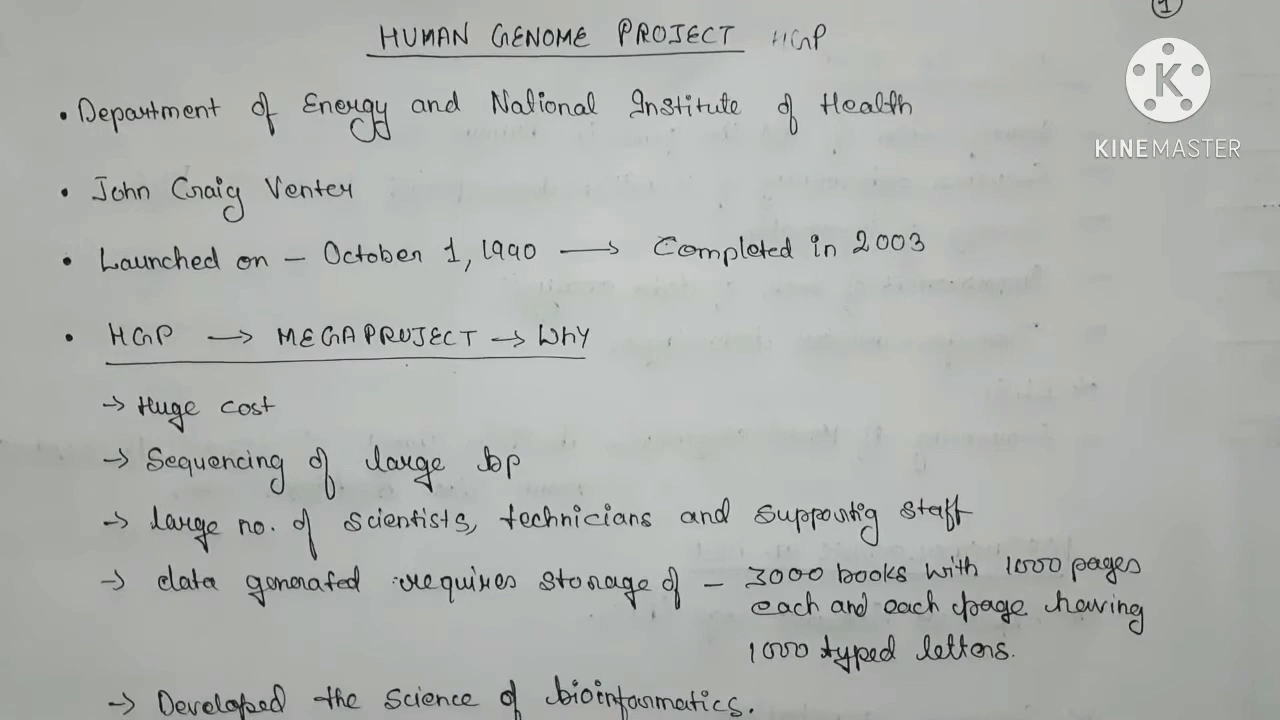 1
HUMAN GENOME PROJECT HGP
K
KINEMASTER
• Department of Energy and National Institute of Health
• John Craig Venter
• Launched on – October 1, 1990 → Completed in 2003
• HGP → MEGAPROJECT → Why
→ Huge cost
→ Sequencing of large bp
→ large no. of scientists, technicians and supporting staff
→ data generated requires storage of – 3000 books with 1000 pages
each and each page having
1000 typed letters.
→ Developed the science of bioinformatics.